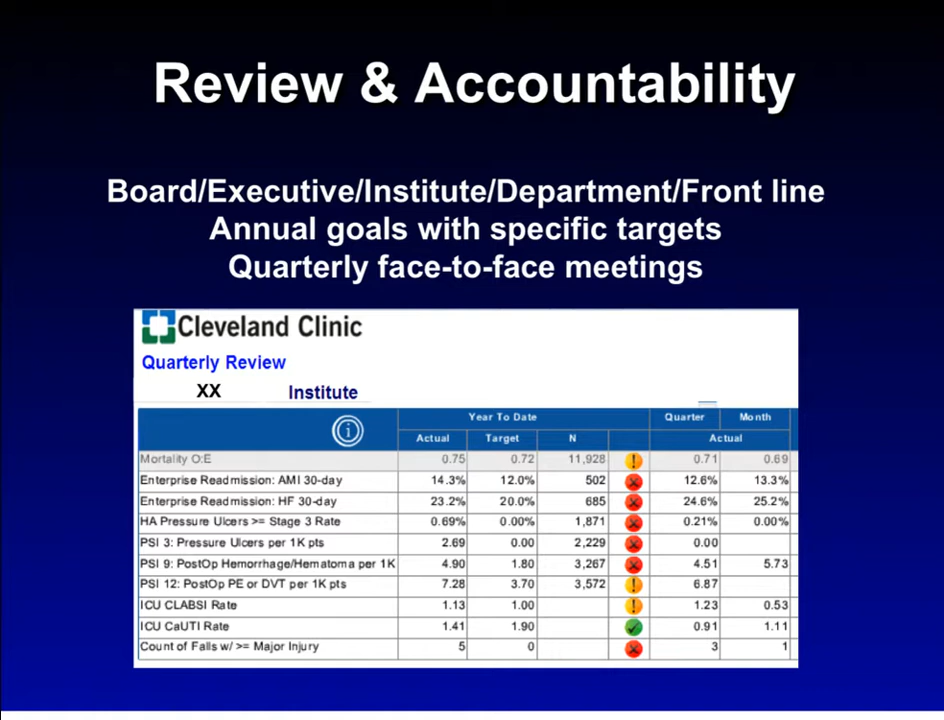 Review & Accountability
Board/Executive/Institute/Department/Front line
Annual goals with specific targets
Quarterly face-to-face meetings
Cleveland Clinic
Quarterly Review
XX Institute
Year To Date Quarter Month
Actual Target N Actual
Mortality O:E 0.75 0.72 11,928 ! 0.71 0.69
Enterprise Readmission: AMI 30-day 14.3% 12.0% 502 12.6% 13.3%
Enterprise Readmission: HF 30-day 23.2% 20.0% 685 24.6% 25.2%
HA Pressure Ulcers >= Stage 3 Rate 0.69% 0.00% 1,871 0.21% 0.00%
PSI 3: Pressure Ulcers per 1K pts 2.69 0.00 2,229 0.00
PSI 9: PostOp Hemorrhage/Hematoma per 1K 4.90 1.80 3,267 4.51 5.73
PSI 12: PostOp PE or DVT per 1K pts 7.28 3.70 3,572 ! 6.87
ICU CLABSI Rate 1.13 1.00 ! 1.23 0.53
ICU CaUTI Rate 1.41 1.90 0.91 1.11
Count of Falls w/ >= Major Injury 5 0 3 1